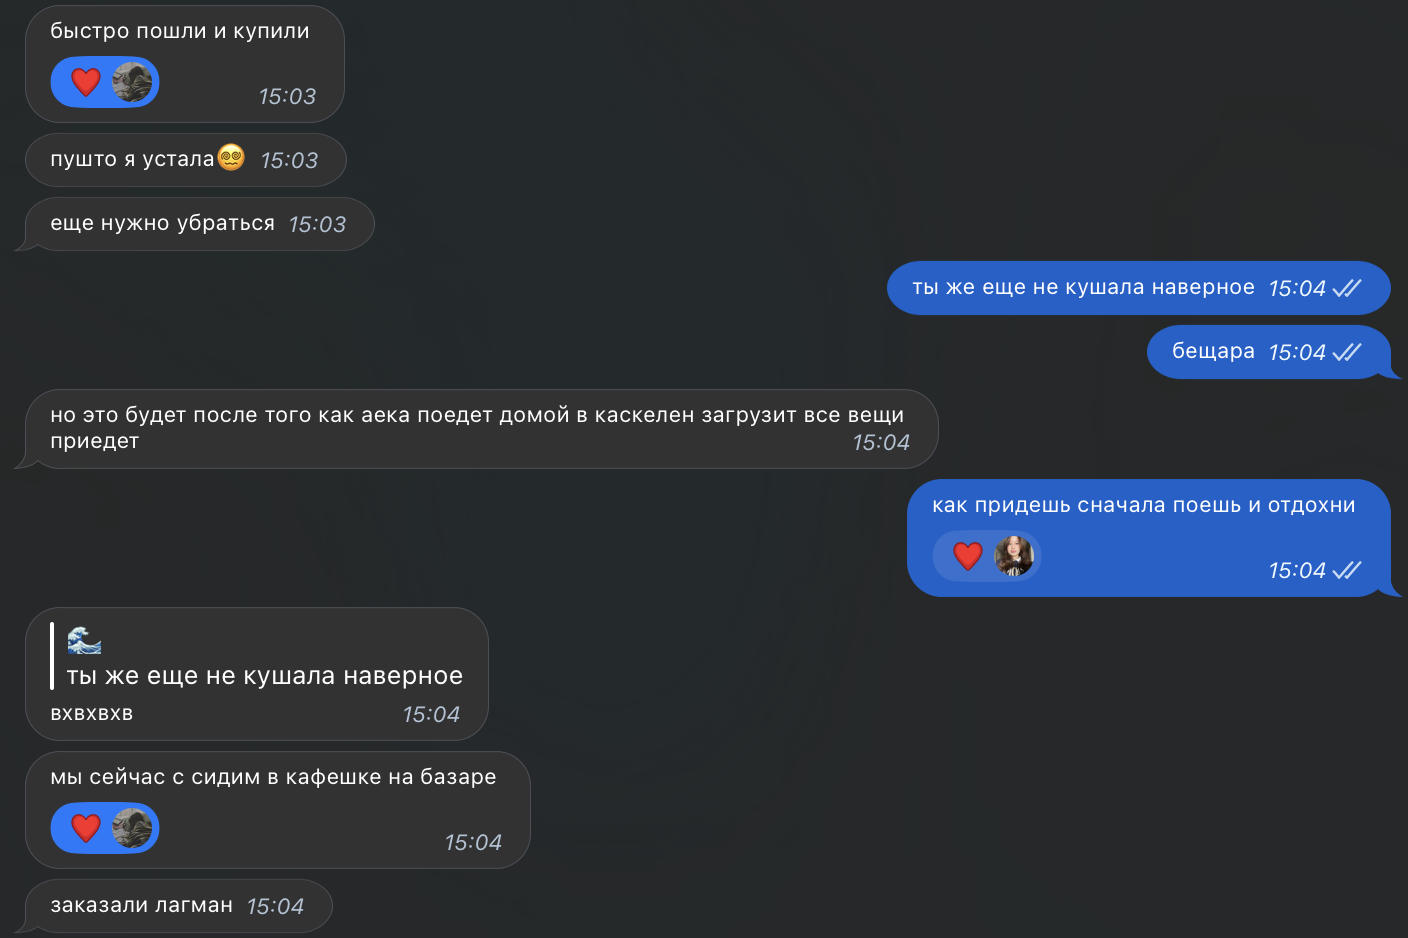 быстро пошли и купили
15:03
пушто я устала 15:03
еще нужно убраться 15:03
ты же еще не кушала наверное 15:04
бещара 15:04
но это будет после того как аека поедет домой в каскелен загрузит все вещи
приедет 15:04
как придешь сначала поешь и отдохни
15:04
ты же еще не кушала наверное
вхвхвхв 15:04
мы сейчас с сидим в кафешке на базаре
15:04
заказали лагман 15:04